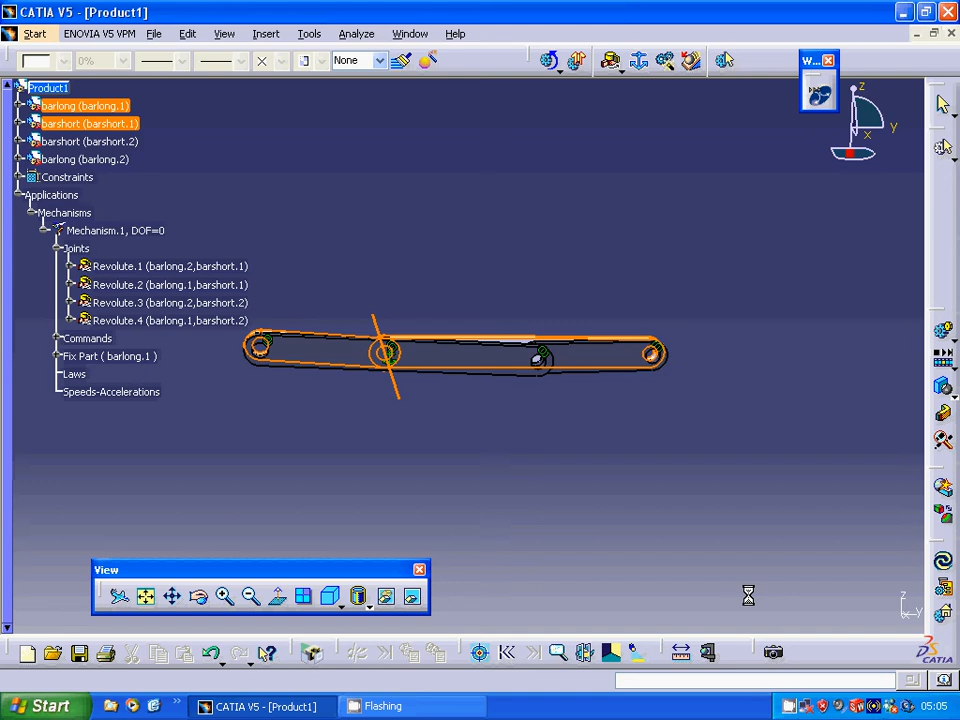 CATIA V5 - [Product1]
Start ENOVIA V5 VPM File Edit View Insert Tools Analyze Window Help
0% None
W...
Product1
barlong (barlong.1)
barshort (barshort.1)
barshort (barshort.2)
barlong (barlong.2)
Constraints
Applications
Mechanisms
Mechanism.1, DOF=0
Joints
Revolute.1 (barlong.2,barshort.1)
Revolute.2 (barlong.1,barshort.1)
Revolute.3 (barlong.2,barshort.2)
Revolute.4 (barlong.1,barshort.2)
Commands
Fix Part ( barlong.1 )
Laws
Speeds-Accelerations
z
y
x
View
z
x y
CATIA
Start CATIA V5 - [Product1] Flashing 05:05